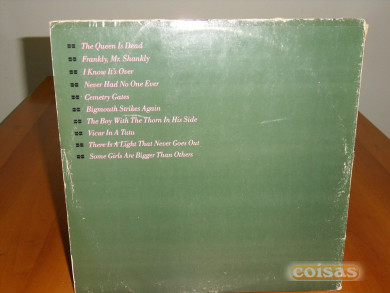 The Queen Is Dead
Frankly, Mr. Shankly
I Know It's Over
Never Had No One Ever
Cemetry Gates
Bigmouth Strikes Again
The Boy With The Thorn In His Side
Vicar In A Tutu
There Is A Light That Never Goes Out
Some Girls Are Bigger Than Others
coisas